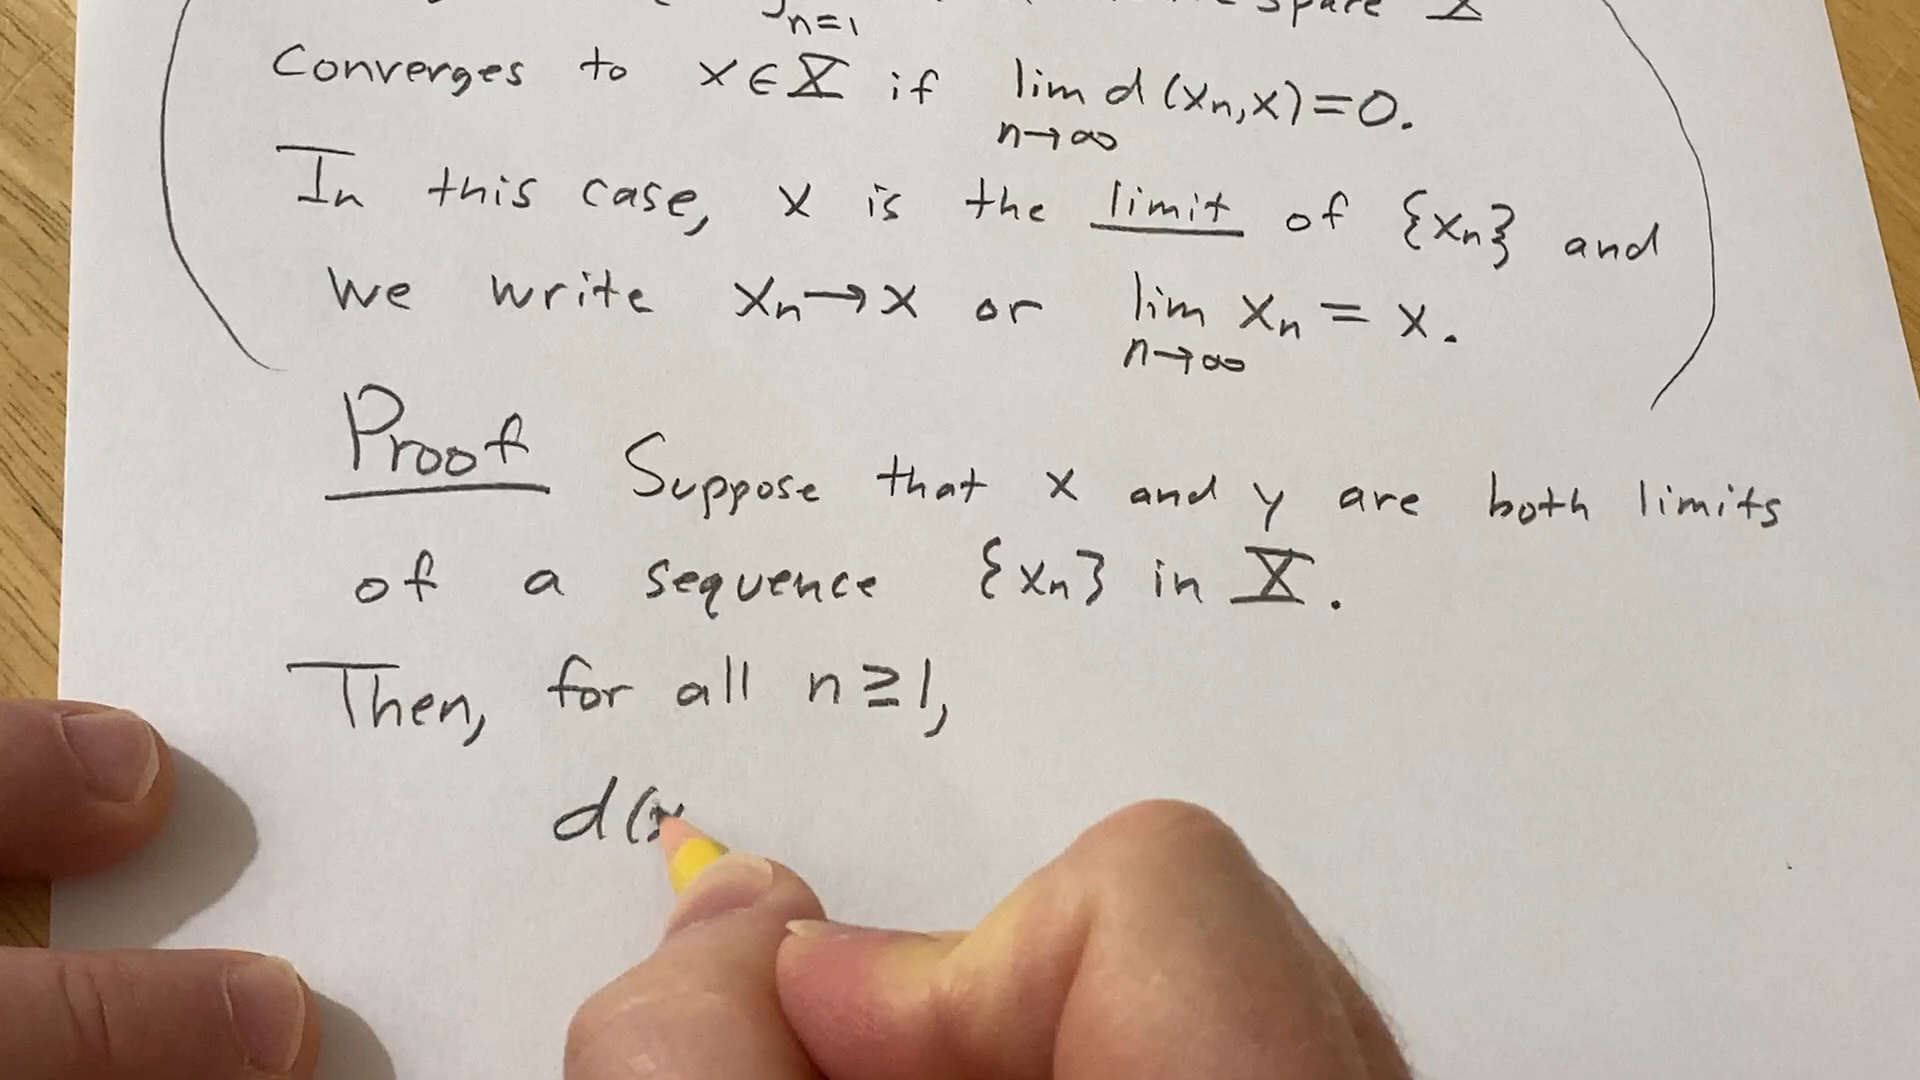 n=1
Converges to x∈X if lim d(xn,x)=0.
n→∞
In this case, x is the limit of {xn} and
we write xn→x or lim xn = x.
n→∞
Proof Suppose that x and y are both limits
of a sequence {xn} in X.
Then, for all n≥1,
d(x